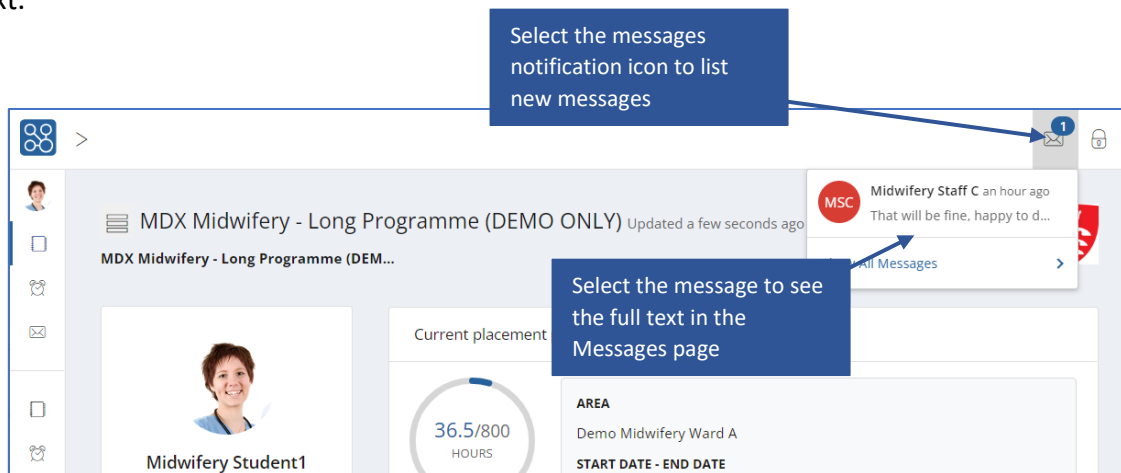 Select the messages
notification icon to list
new messages
>
1
MDX Midwifery - Long Programme (DEMO ONLY) Updated a few seconds ago
MDX Midwifery - Long Programme (DEM...
MSC
Midwifery Staff C an hour ago
That will be fine, happy to d...
All Messages >
Select the message to see
the full text in the
Messages page
Current placement
36.5/800
HOURS
AREA
Demo Midwifery Ward A
START DATE - END DATE
Midwifery Student1